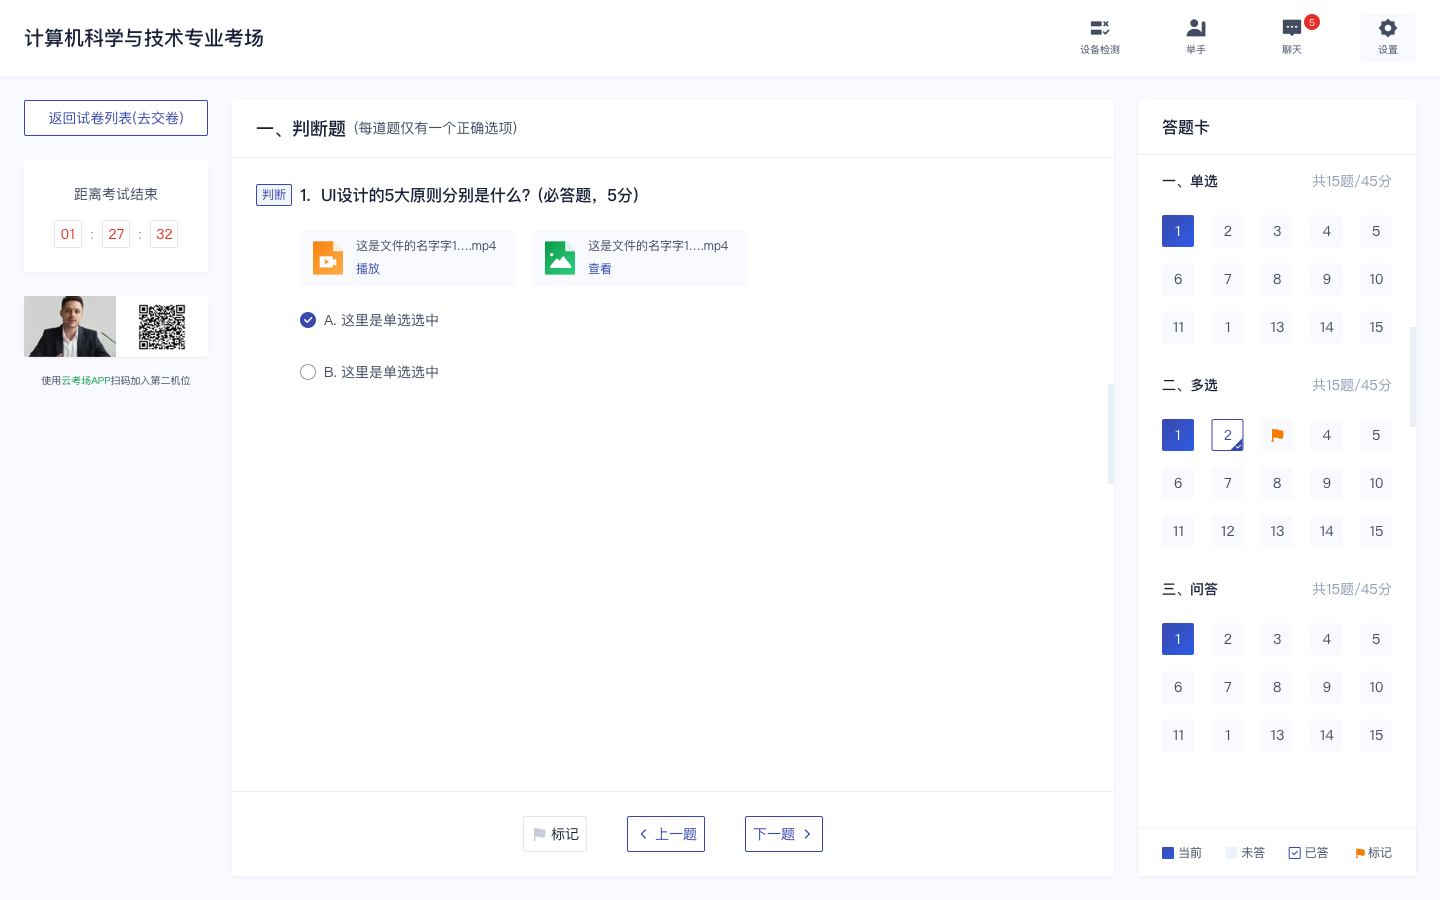 计算机科学与技术专业考场
设备检测
举手
聊天
5
设置
返回试卷列表(去交卷)
距离考试结束
01 : 27 : 32
使用云考场APP扫码加入第二机位
一、判断题 (每道题仅有一个正确选项)
判断 1. UI设计的5大原则分别是什么? (必答题，5分)
这是文件的名字字1....mp4
播放
这是文件的名字字1....mp4
查看
A. 这里是单选选中
B. 这里是单选选中
标记
上一题
下一题
答题卡
一、单选 共15题/45分
1 2 3 4 5
6 7 8 9 10
11 1 13 14 15
二、多选 共15题/45分
1 2 4 5
6 7 8 9 10
11 12 13 14 15
三、问答 共15题/45分
1 2 3 4 5
6 7 8 9 10
11 1 13 14 15
当前 未答 已答 标记